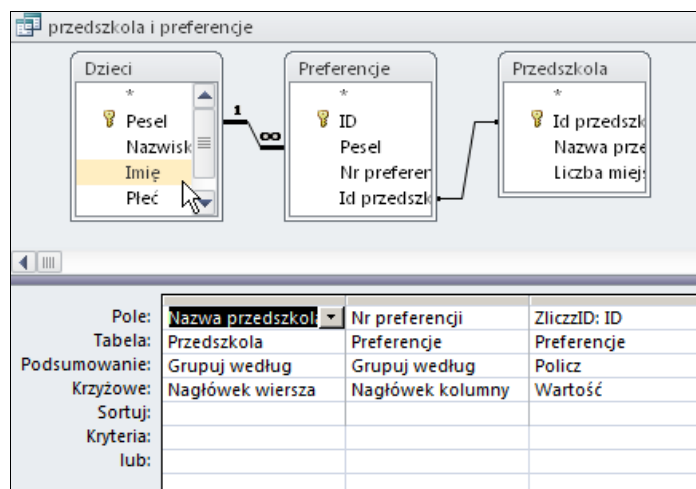 przedszkola i preferencje
Dzieci
*
Pesel
Nazwisk
Imię
Płeć
1
∞
Preferencje
*
ID
Pesel
Nr preferen
Id przedszk
Przedszkola
*
Id przedszk
Nazwa prze
Liczba miejs
Pole: Nazwa przedszkol Nr preferencji ZliczzID: ID
Tabela: Przedszkola Preferencje Preferencje
Podsumowanie: Grupuj według Grupuj według Policz
Krzyżowe: Nagłówek wiersza Nagłówek kolumny Wartość
Sortuj:
Kryteria:
lub: